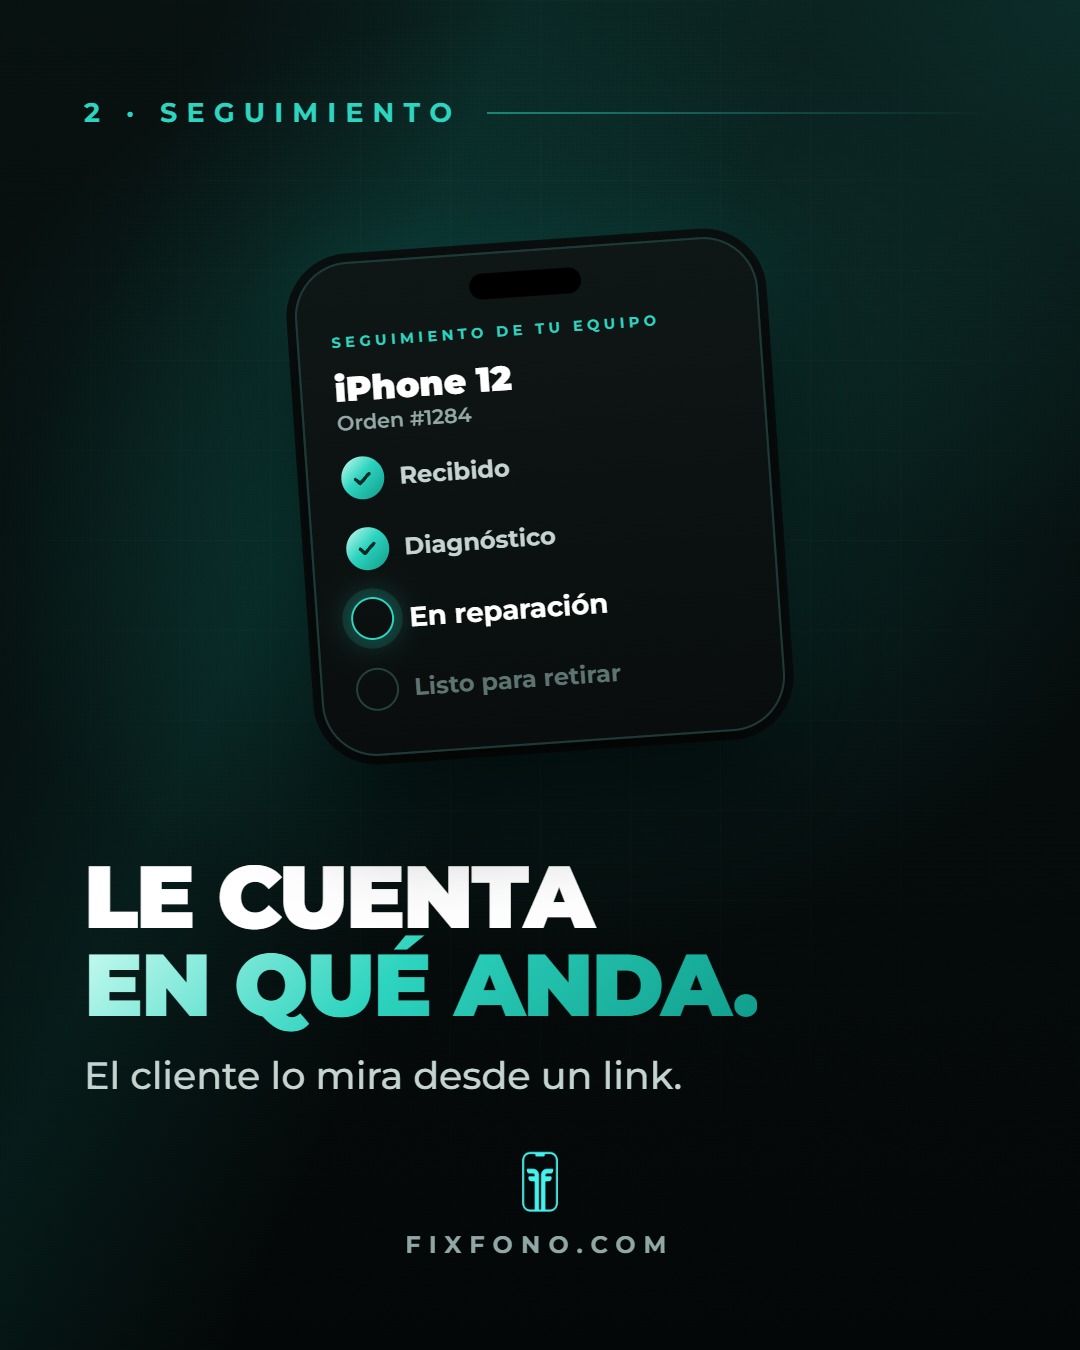 2 · SEGUIMIENTO
SEGUIMIENTO DE TU EQUIPO
iPhone 12
Orden #1284
Recibido
Diagnóstico
En reparación
Listo para retirar
LE CUENTA
EN QUÉ ANDA.
El cliente lo mira desde un link.
FIXFONO.COM